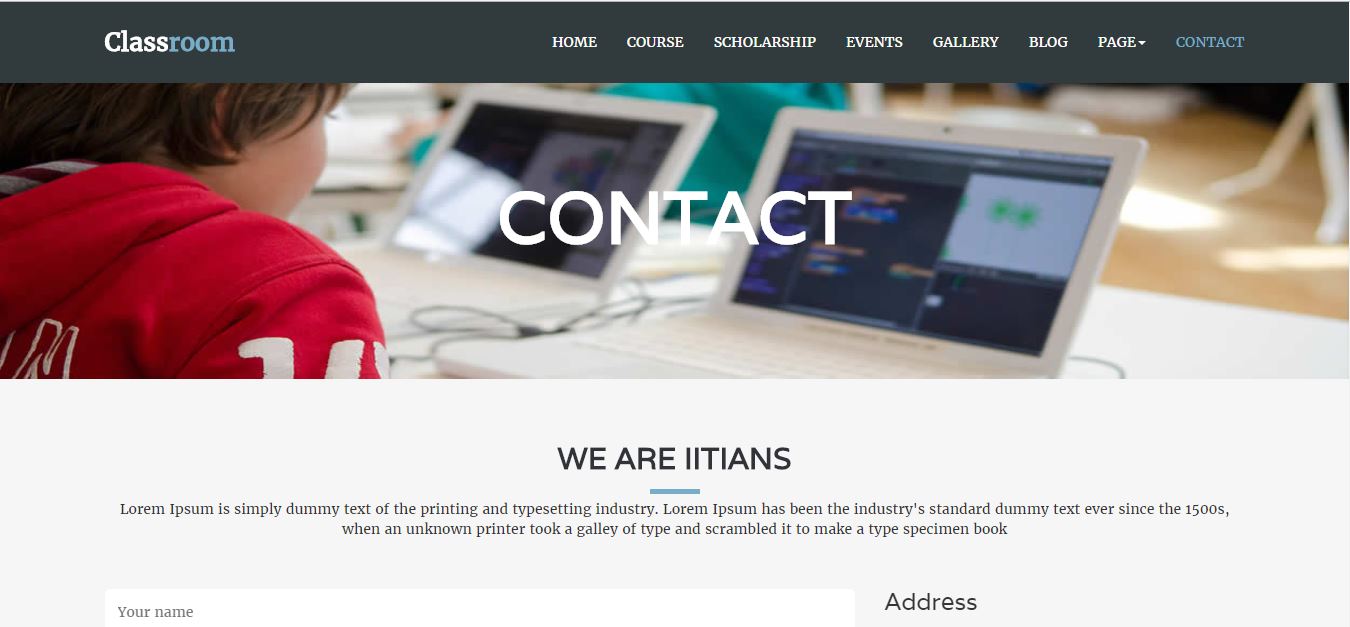 Classroom
HOME COURSE SCHOLARSHIP EVENTS GALLERY BLOG PAGE CONTACT
CONTACT
WE ARE IITIANS
Lorem Ipsum is simply dummy text of the printing and typesetting industry. Lorem Ipsum has been the industry's standard dummy text ever since the 1500s,
when an unknown printer took a galley of type and scrambled it to make a type specimen book
Your name
Address